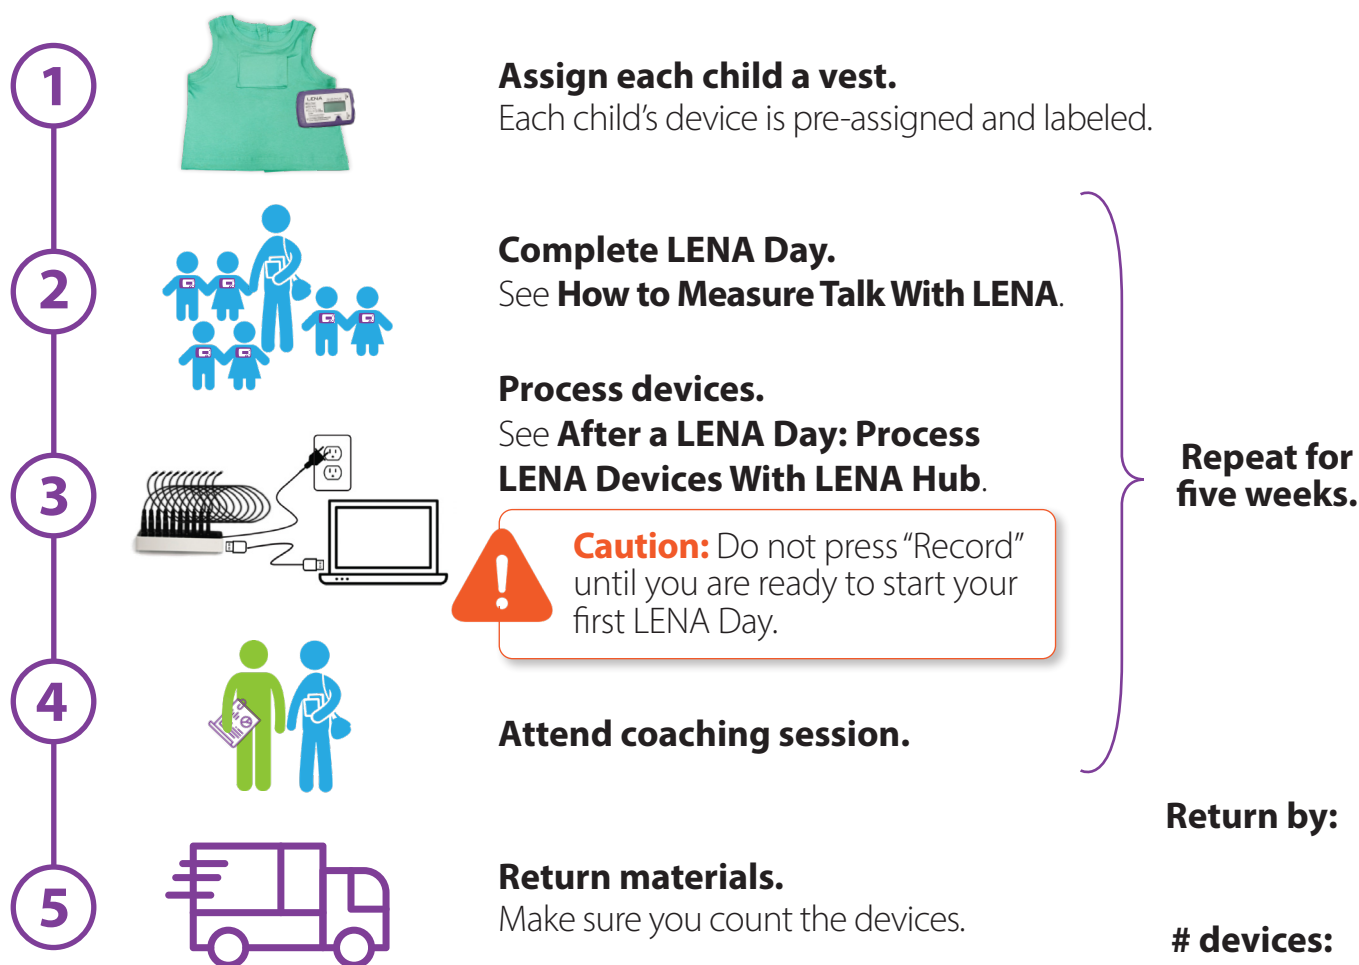 1
LENA
Assign each child a vest.
Each child’s device is pre-assigned and labeled.
2
Complete LENA Day.
See How to Measure Talk With LENA.
3
Process devices.
See After a LENA Day: Process
LENA Devices With LENA Hub.
Caution: Do not press “Record”
until you are ready to start your
first LENA Day.
4
Attend coaching session.
Repeat for
five weeks.
5
Return materials.
Make sure you count the devices.
Return by:
# devices: